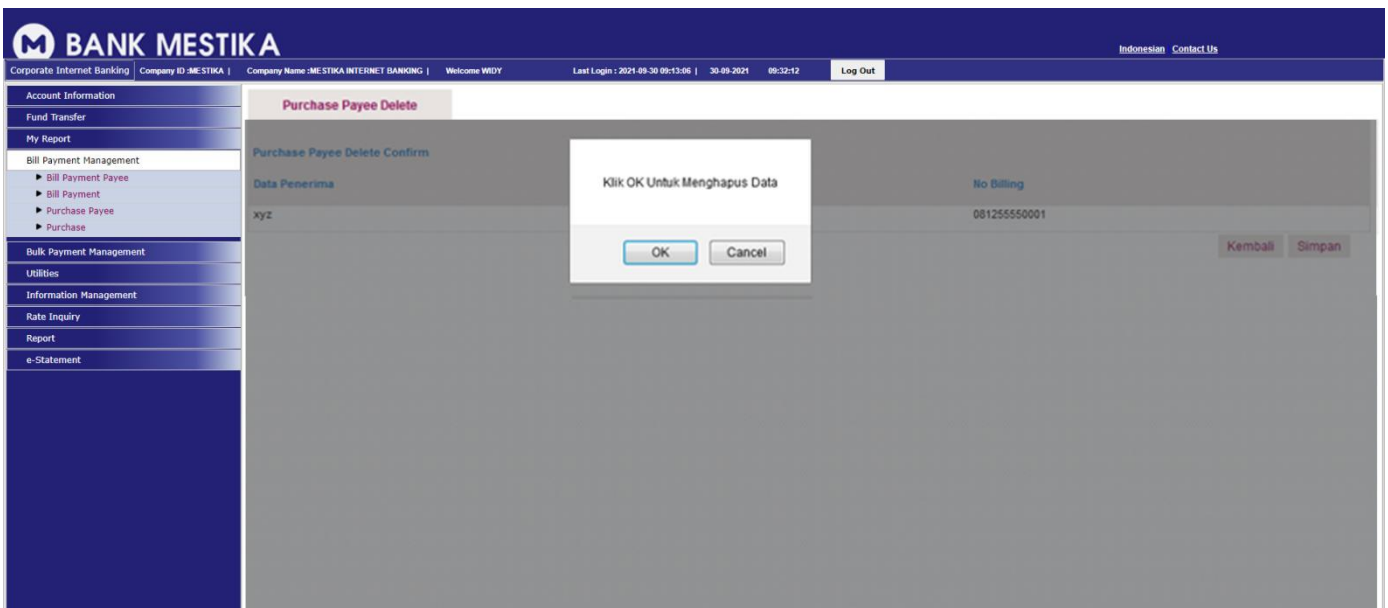 BANK MESTIKA
Indonesian Contact Us
Corporate Internet Banking Company ID :MESTIKA | Company Name :MESTIKA INTERNET BANKING | Welcome WIDY Last Login : 2021-09-30 09:13:06 | 30-09-2021 09:32:12 Log Out
Account Information
Fund Transfer
My Report
Bill Payment Management
Bill Payment Payee
Bill Payment
Purchase Payee
Purchase
Bulk Payment Management
Utilities
Information Management
Rate Inquiry
Report
e-Statement
Purchase Payee Delete
Purchase Payee Delete Confirm
Data Penerima No Billing
xyz 081255550001
Kembali Simpan
Klik OK Untuk Menghapus Data
OK Cancel